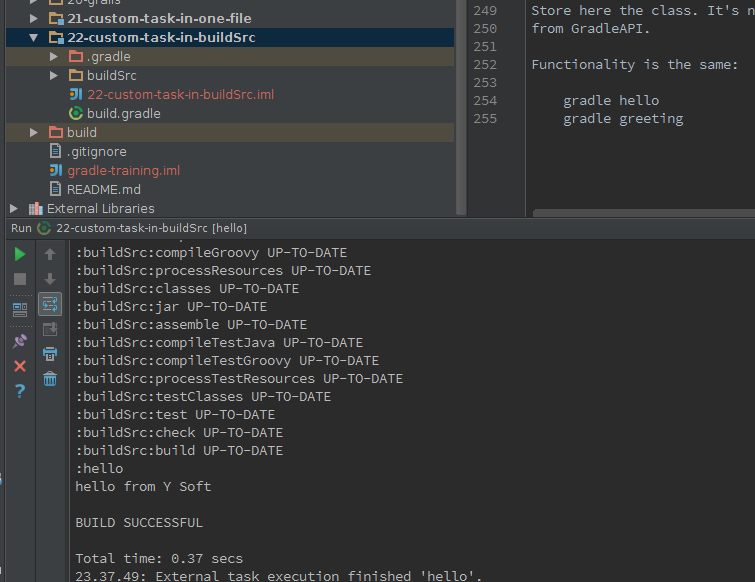 20-grails
21-custom-task-in-one-file
22-custom-task-in-buildSrc
.gradle
buildSrc
22-custom-task-in-buildSrc.iml
build.gradle
build
.gitignore
gradle-training.iml
README.md
External Libraries
249 Store here the class. It's n
250 from GradleAPI.
251
252 Functionality is the same:
253
254 gradle hello
255 gradle greeting
Run 22-custom-task-in-buildSrc [hello]
:buildSrc:compileGroovy UP-TO-DATE
:buildSrc:processResources UP-TO-DATE
:buildSrc:classes UP-TO-DATE
:buildSrc:jar UP-TO-DATE
:buildSrc:assemble UP-TO-DATE
:buildSrc:compileTestJava UP-TO-DATE
:buildSrc:compileTestGroovy UP-TO-DATE
:buildSrc:processTestResources UP-TO-DATE
:buildSrc:testClasses UP-TO-DATE
:buildSrc:test UP-TO-DATE
:buildSrc:check UP-TO-DATE
:buildSrc:build UP-TO-DATE
:hello
hello from Y Soft
BUILD SUCCESSFUL
Total time: 0.37 secs
23.37.49: External task execution finished 'hello'.